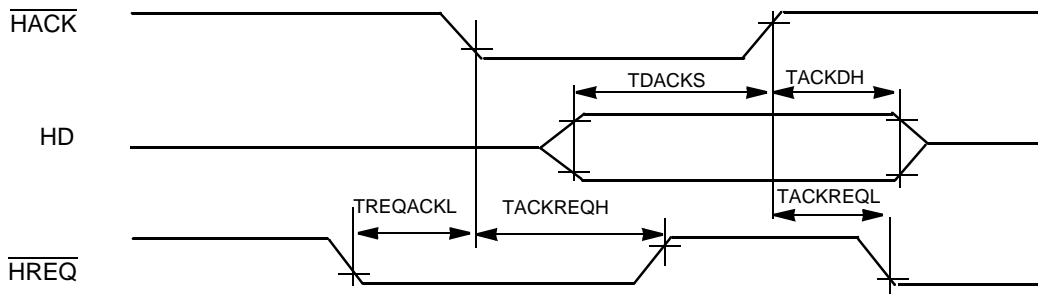 HACK
TDACKS TACKDH
HD
TREQACKL TACKREQH TACKREQL
HREQ